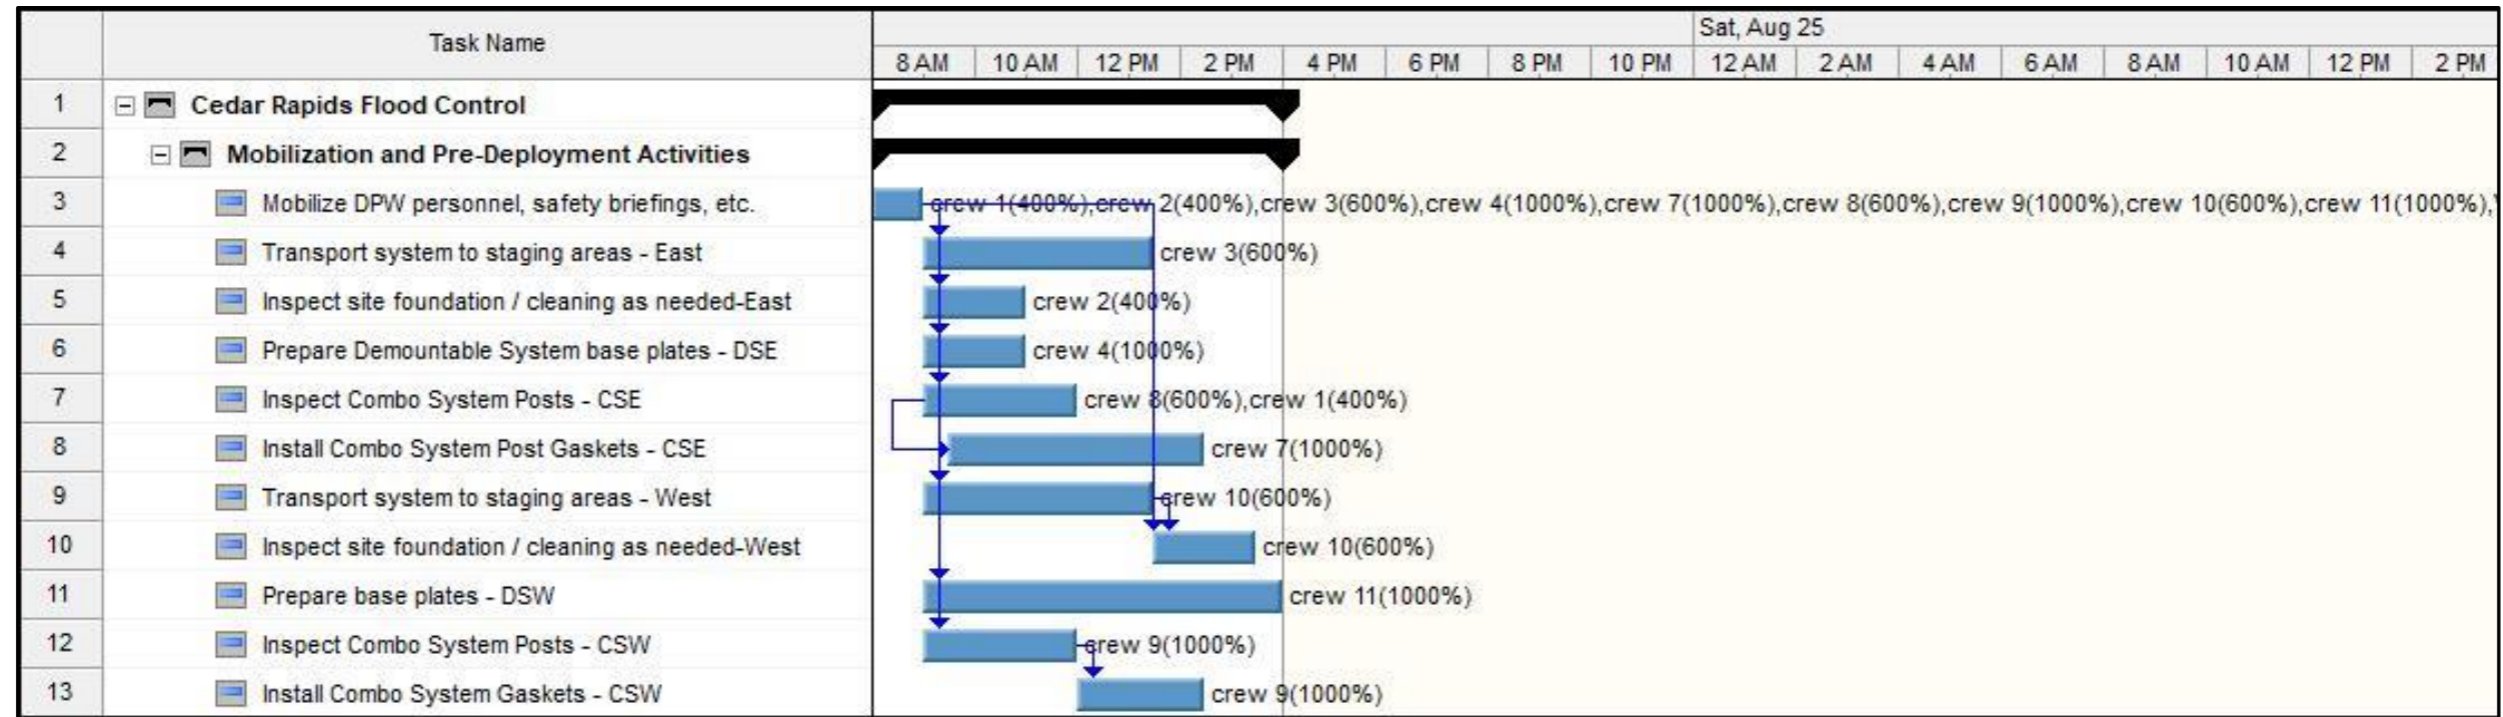 Task Name
Sat, Aug 25
8 AM 10 AM 12 PM 2 PM 4 PM 6 PM 8 PM 10 PM 12 AM 2 AM 4 AM 6 AM 8 AM 10 AM 12 PM 2 PM
1 Cedar Rapids Flood Control
2 Mobilization and Pre-Deployment Activities
3 Mobilize DPW personnel, safety briefings, etc. crew 1(400%),crew 2(400%),crew 3(600%),crew 4(1000%),crew 7(1000%),crew 8(600%),crew 9(1000%),crew 10(600%),crew 11(1000%),
4 Transport system to staging areas - East crew 3(600%)
5 Inspect site foundation / cleaning as needed-East crew 2(400%)
6 Prepare Demountable System base plates - DSE crew 4(1000%)
7 Inspect Combo System Posts - CSE crew 8(600%),crew 1(400%)
8 Install Combo System Post Gaskets - CSE crew 7(1000%)
9 Transport system to staging areas - West crew 10(600%)
10 Inspect site foundation / cleaning as needed-West crew 10(600%)
11 Prepare base plates - DSW crew 11(1000%)
12 Inspect Combo System Posts - CSW crew 9(1000%)
13 Install Combo System Gaskets - CSW crew 9(1000%)